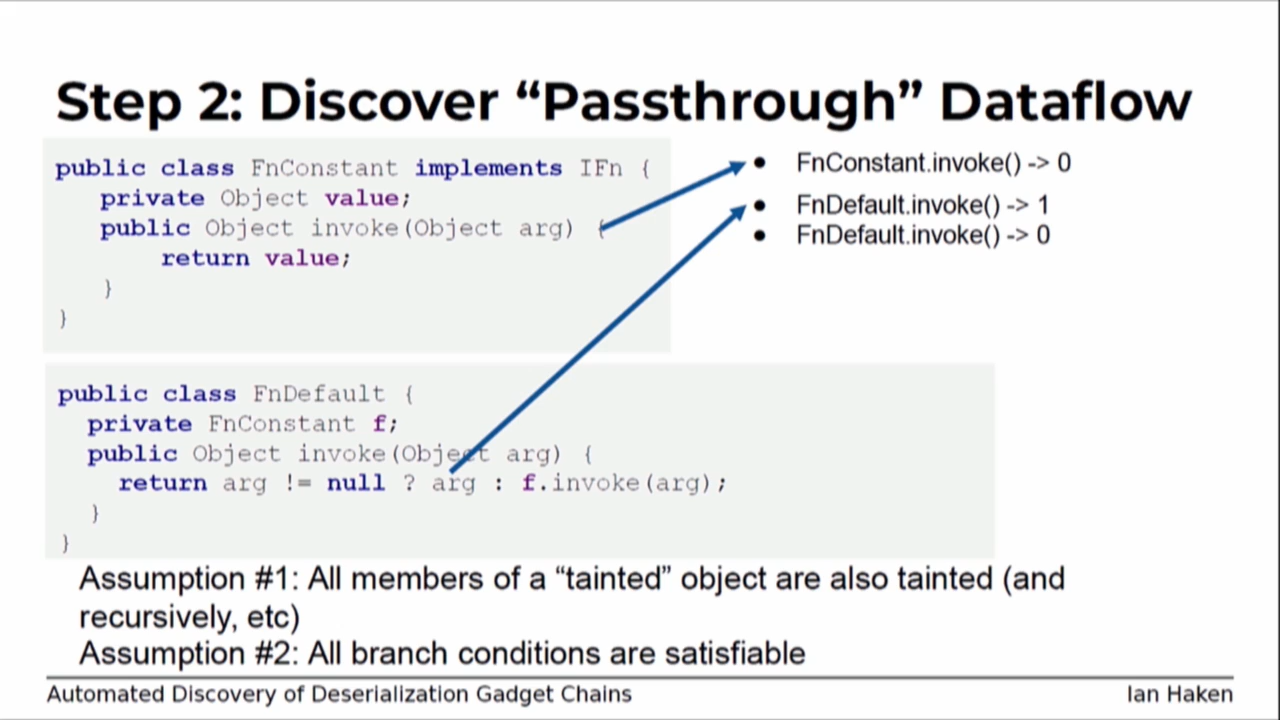 Step 2: Discover “Passthrough” Dataflow
public class FnConstant implements IFn {
private Object value;
public Object invoke(Object arg) {
return value;
}
}
• FnConstant.invoke() -> 0
• FnDefault.invoke() -> 1
• FnDefault.invoke() -> 0
public class FnDefault {
private FnConstant f;
public Object invoke(Object arg) {
return arg != null ? arg : f.invoke(arg);
}
}
Assumption #1: All members of a “tainted” object are also tainted (and
recursively, etc)
Assumption #2: All branch conditions are satisfiable
Automated Discovery of Deserialization Gadget Chains
Ian Haken